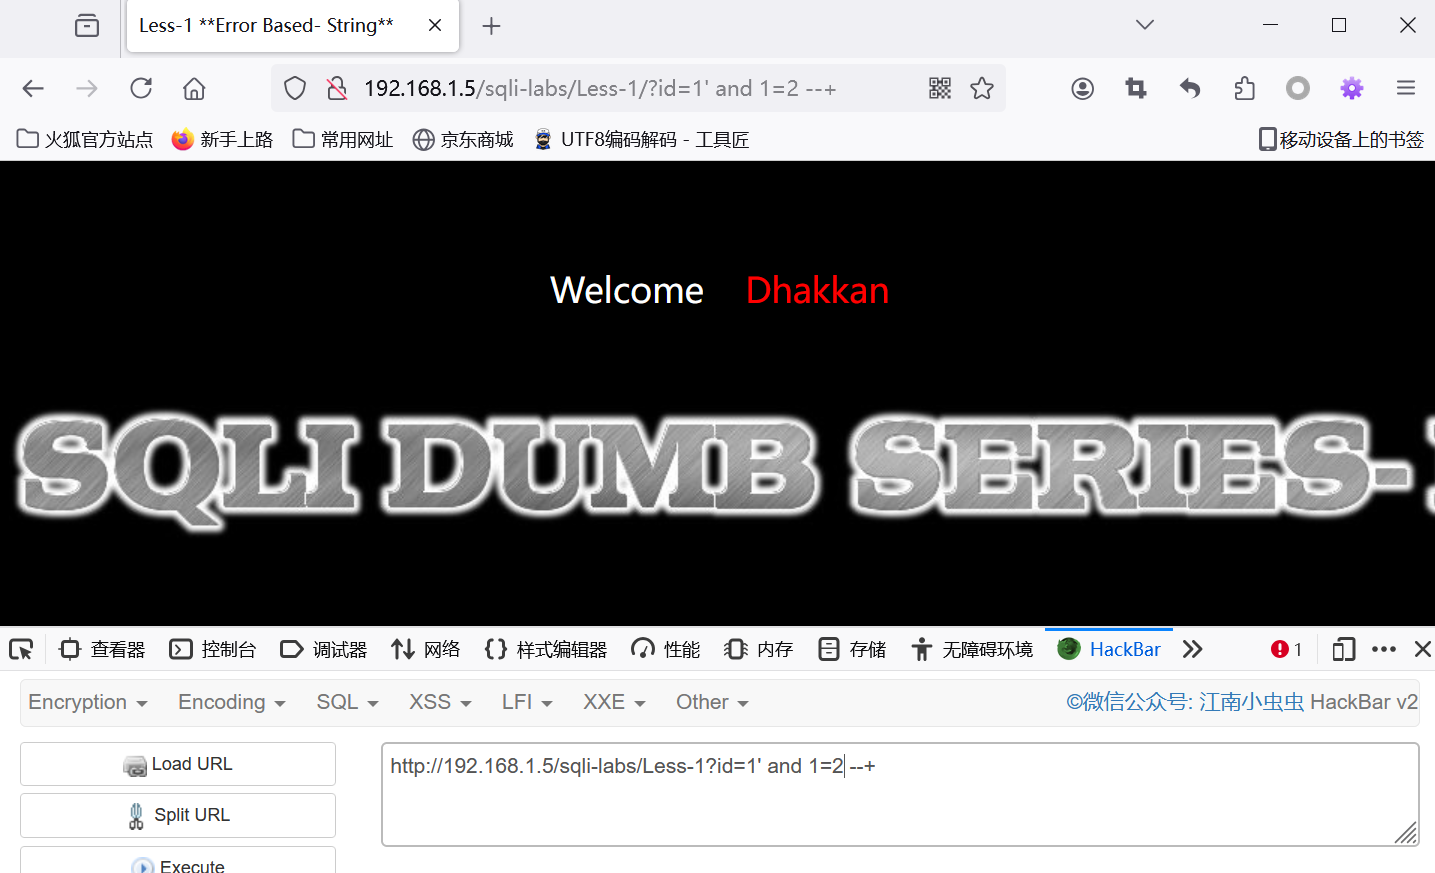 Less-1 **Error Based- String**
192.168.1.5/sqli-labs/Less-1/?id=1' and 1=2 --+
火狐官方站点 新手上路 常用网址 京东商城 UTF8编码解码 - 工具匠 移动设备上的书签
Welcome Dhakkan
SQLI DUMB SERIES-
查看器 控制台 调试器 网络 样式编辑器 性能 内存 存储 无障碍环境 HackBar 1
Encryption Encoding SQL XSS LFI XXE Other ©微信公众号: 江南小虫虫 HackBar v2
Load URL http://192.168.1.5/sqli-labs/Less-1?id=1' and 1=2 --+
Split URL
Execute